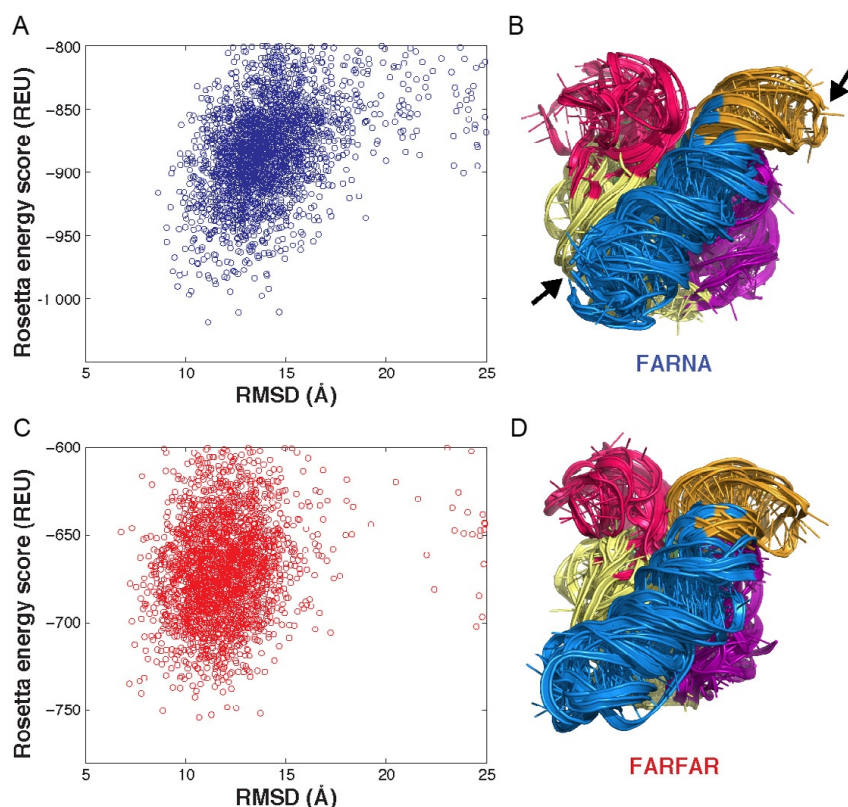 A
B
Rosetta energy score (REU)
−800
−850
−900
−950
-1 000
5
10
15
20
25
RMSD (Å)
FARNA
C
D
Rosetta energy score (REU)
−600
−650
−700
−750
5
10
15
20
25
RMSD (Å)
FARFAR